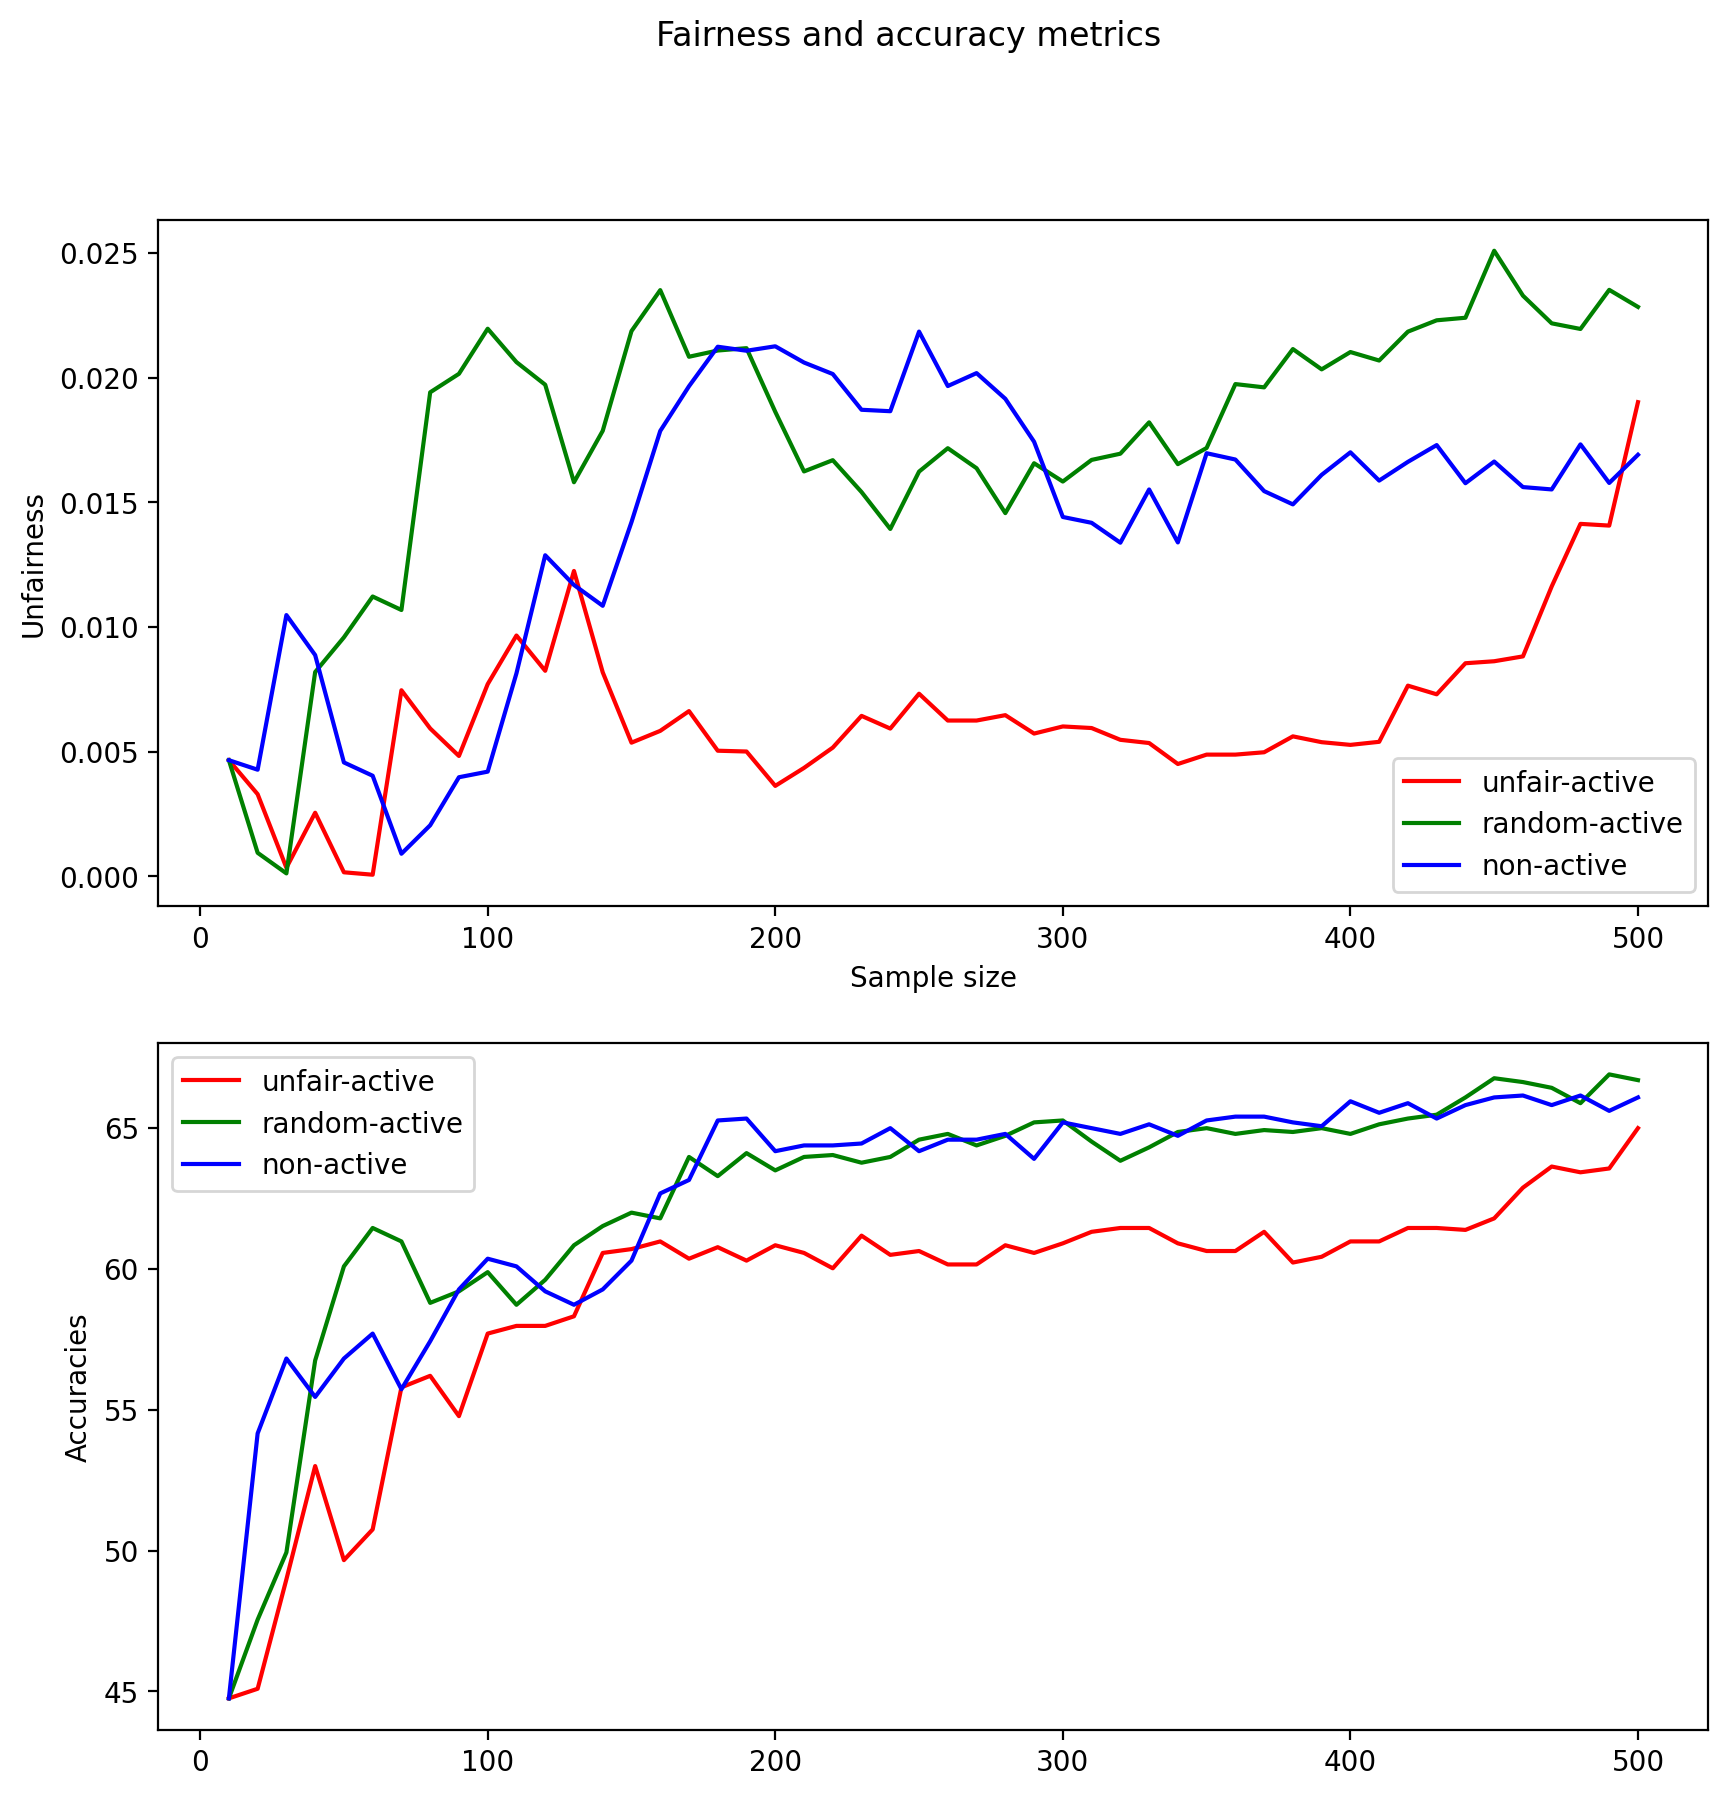 Fairness and accuracy metrics
0.025
0.020
0.015
0.010
0.005
0.000
Unfairness
unfair-active
random-active
non-active
0 100 200 300 400 500
Sample size
unfair-active
random-active
non-active
65
60
55
50
45
Accuracies
0 100 200 300 400 500